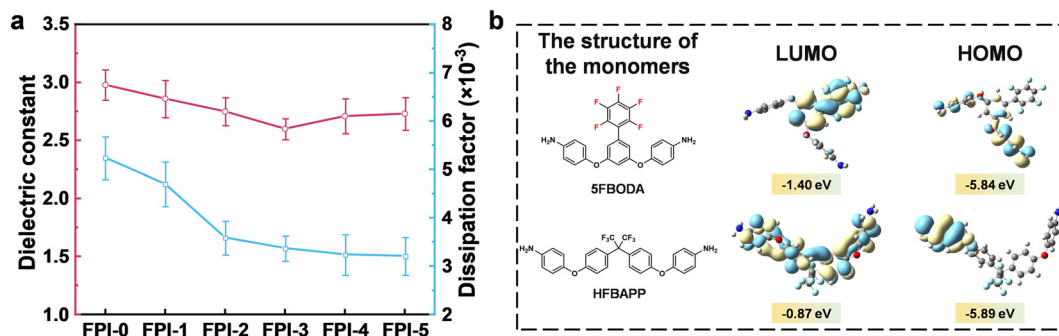 a
Dielectric constant
3.0
2.5
2.0
1.5
1.0
8
7
6
5
4
3
2
Dissipation factor (×10⁻³)
FPI-0 FPI-1 FPI-2 FPI-3 FPI-4 FPI-5
b
The structure of
the monomers
LUMO
HOMO
F
F F
F F
H₂N NH₂
O O
5FBODA
-1.40 eV
-5.84 eV
F₃C CF₃
H₂N NH₂
O O
HFBAPP
-0.87 eV
-5.89 eV